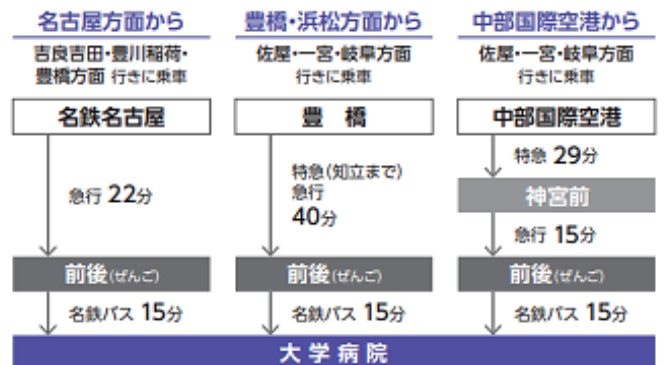 名古屋方面から
吉良吉田・豊川稲荷・
豊橋方面 行きに乗車
名鉄名古屋
急行 22分
前後(ぜんご)
名鉄バス 15分
豊橋・浜松方面から
佐屋・一宮・岐阜方面
行きに乗車
豊 橋
特急(知立まで)
急行
40分
前後(ぜんご)
名鉄バス 15分
中部国際空港から
佐屋・一宮・岐阜方面
行きに乗車
中部国際空港
特急 29分
神宮前
急行 15分
前後(ぜんご)
名鉄バス 15分
大学病院